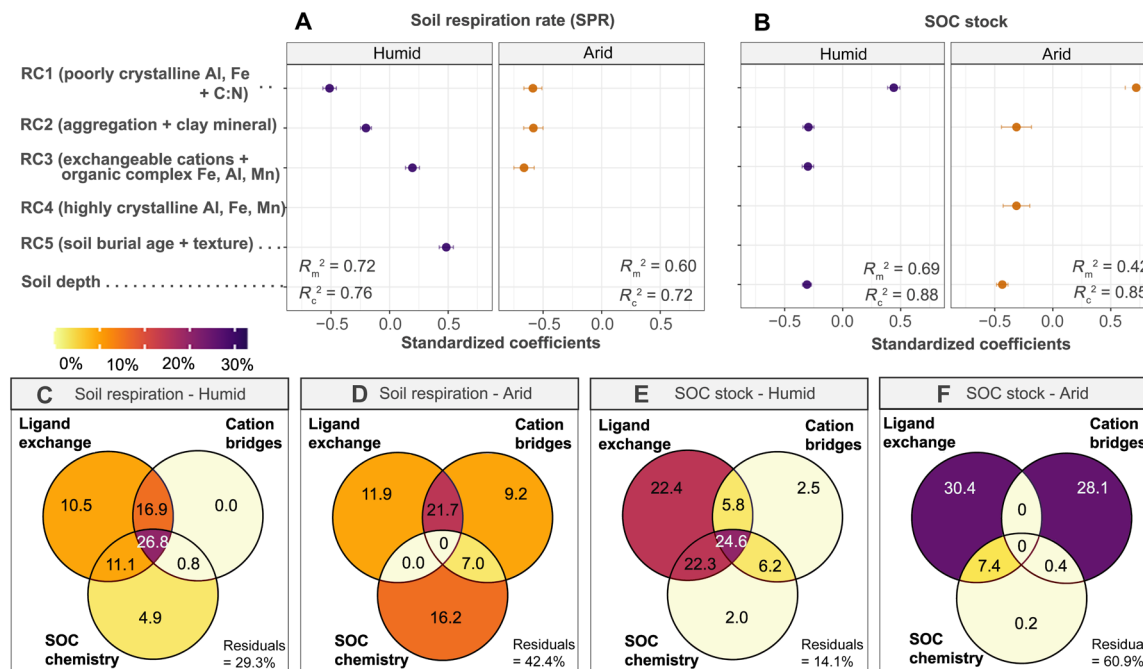 A
Soil respiration rate (SPR)
B
SOC stock
Humid
Arid
Humid
Arid
RC1 (poorly crystalline Al, Fe
+ C:N)
RC2 (aggregation + clay mineral)
RC3 (exchangeable cations +
organic complex Fe, Al, Mn)
RC4 (highly crystalline Al, Fe, Mn)
RC5 (soil burial age + texture) . . . .
Soil depth . . . . . . . . . . . . . . . . . . . .
Rm² = 0.72
Rc² = 0.76
Rm² = 0.60
Rc² = 0.72
Rm² = 0.69
Rc² = 0.88
Rm² = 0.42
Rc² = 0.85
−0.5 0.0 0.5
−0.5 0.0 0.5
−0.5 0.0 0.5
−0.5 0.0 0.5
Standardized coefficients
Standardized coefficients
0% 10% 20% 30%
C Soil respiration - Humid
Ligand
exchange
Cation
bridges
10.5
16.9
0.0
26.8
11.1
0.8
4.9
SOC
chemistry
Residuals
= 29.3%
D Soil respiration - Arid
Ligand
exchange
Cation
bridges
11.9
21.7
9.2
0
0.0
7.0
16.2
SOC
chemistry
Residuals
= 42.4%
E SOC stock - Humid
Ligand
exchange
Cation
bridges
22.4
5.8
2.5
24.6
22.3
6.2
2.0
SOC
chemistry
Residuals
= 14.1%
F SOC stock - Arid
Ligand
exchange
Cation
bridges
30.4
0
28.1
0
7.4
0.4
0.2
SOC
chemistry
Residuals
= 60.9%